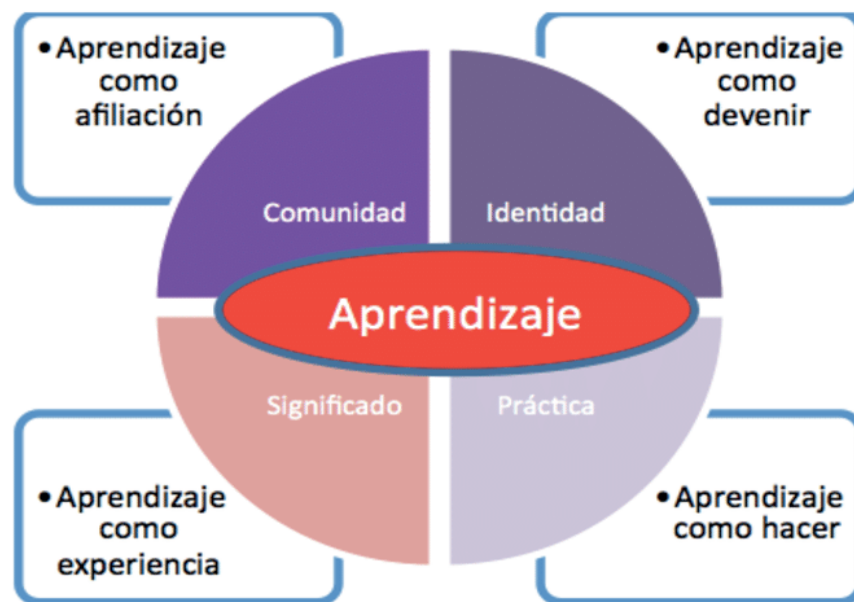 • Aprendizaje
como
afiliación
• Aprendizaje
como
devenir
Comunidad
Identidad
Aprendizaje
Significado
Práctica
• Aprendizaje
como
experiencia
• Aprendizaje
como hacer